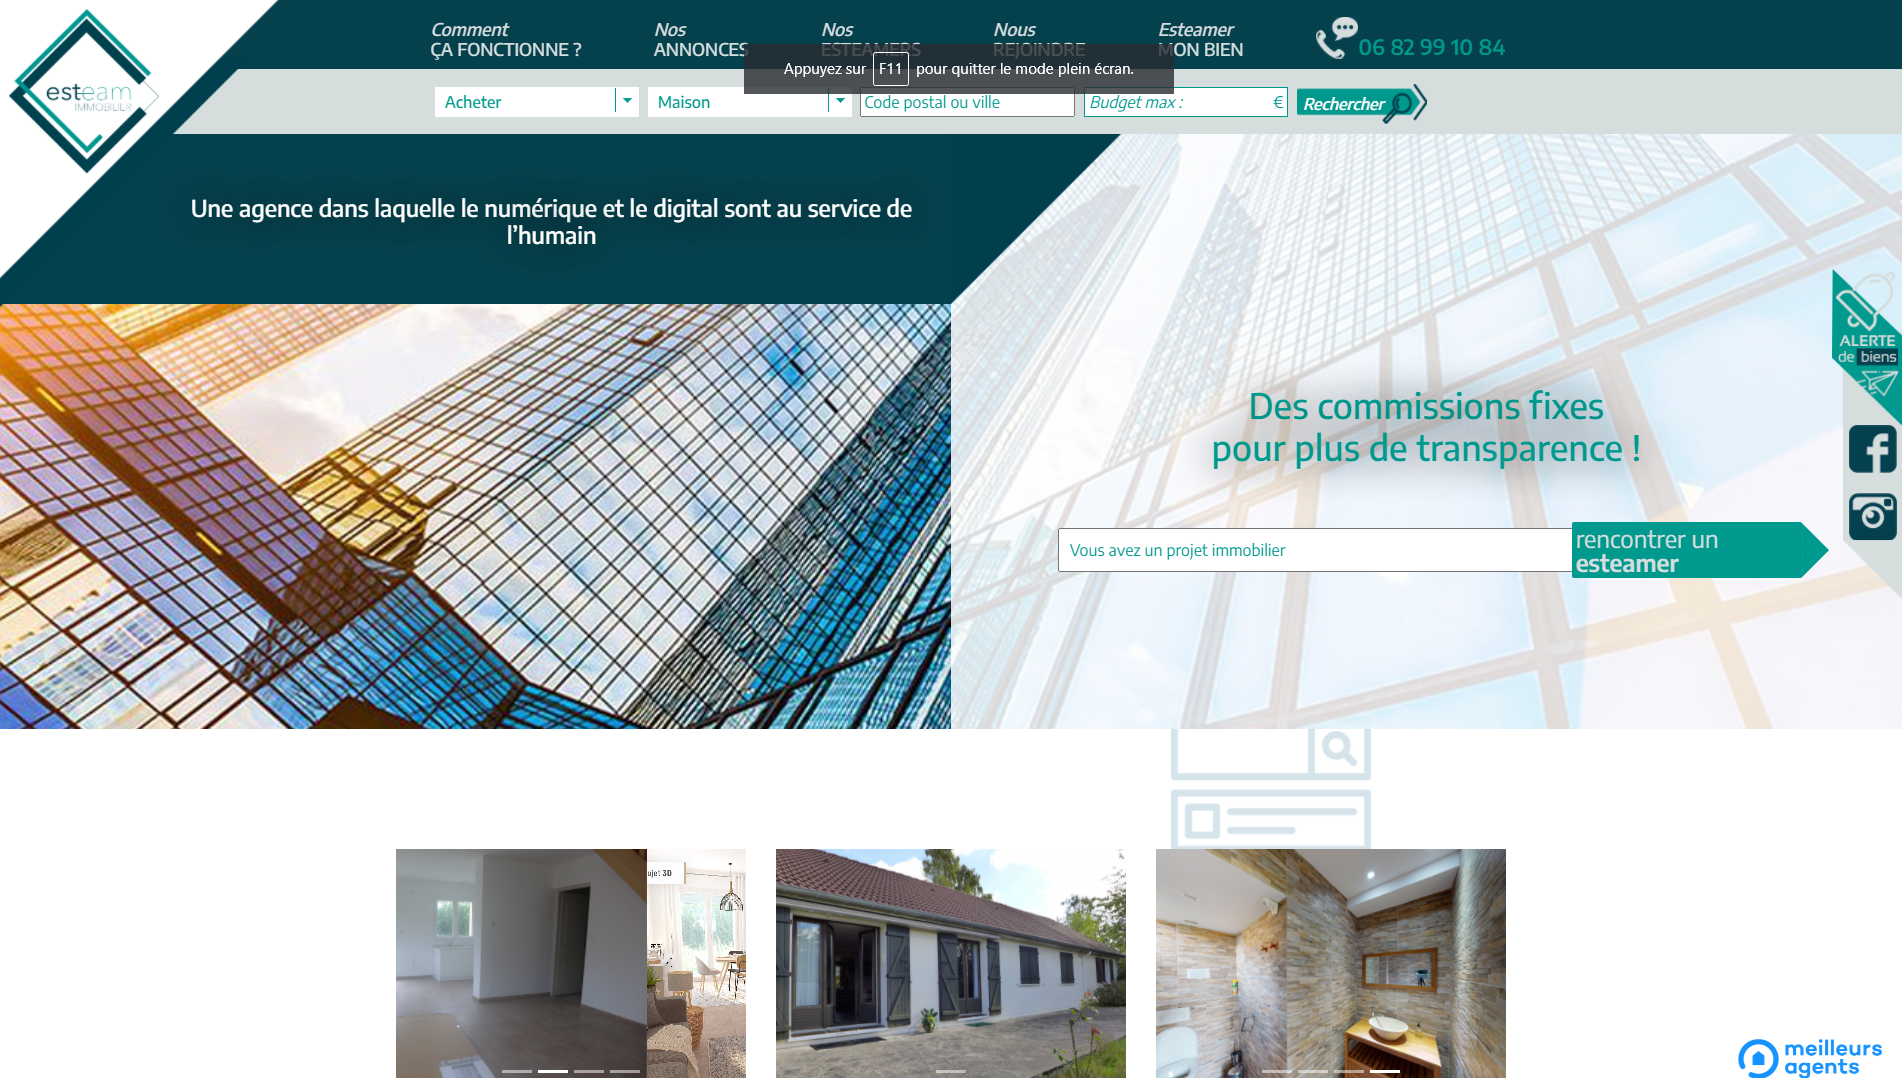 Comment
ÇA FONCTIONNE ?
Nos
ANNONCES
Nos
ESTEAMERS
Nous
REJOINDRE
Esteamer
MON BIEN
06 82 99 10 84
esteam
IMMOBILIER
Appuyez sur F11 pour quitter le mode plein écran.
Acheter
Maison
Code postal ou ville
Budget max :
€
Rechercher
Une agence dans laquelle le numérique et le digital sont au service de
l’humain
ALERTE
de biens
Des commissions fixes
pour plus de transparence !
Vous avez un projet immobilier
rencontrer un
esteamer
ojet 3D
meilleurs
agents